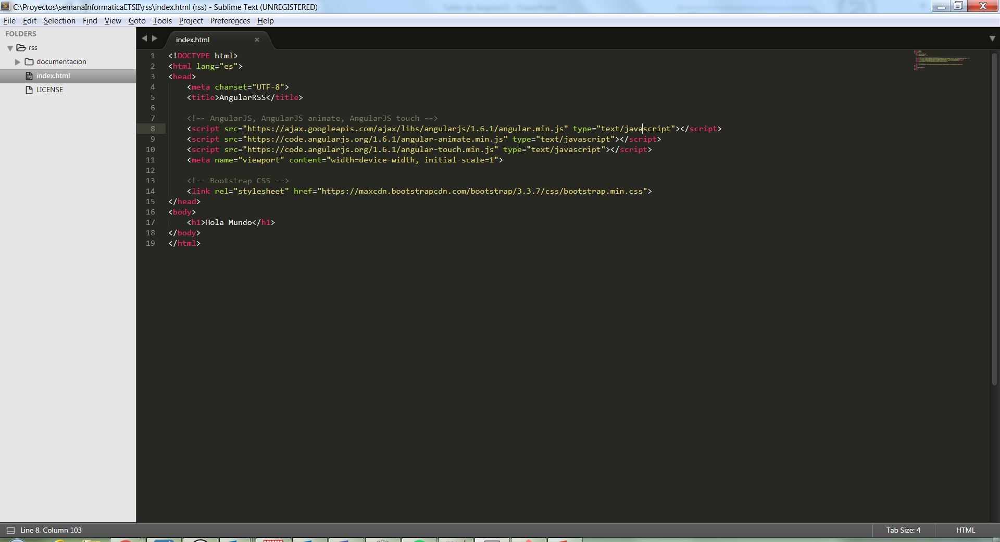 C:\Proyectos\semanaInformaticaETSII\rss\index.html (rss) - Sublime Text (UNREGISTERED)
Taller de AngularJS - PowerPoint
File Edit Selection Find View Goto Tools Project Preferences Help
FOLDERS
rss
documentacion
index.html
LICENSE
index.html
1 <!DOCTYPE html>
2 <html lang="es">
3 <head>
4     <meta charset="UTF-8">
5     <title>AngularRSS</title>
6
7     <!-- AngularJS, AngularJS animate, AngularJS touch -->
8     <script src="https://ajax.googleapis.com/ajax/libs/angularjs/1.6.1/angular.min.js" type="text/javascript"></script>
9     <script src="https://code.angularjs.org/1.6.1/angular-animate.min.js" type="text/javascript"></script>
10     <script src="https://code.angularjs.org/1.6.1/angular-touch.min.js" type="text/javascript"></script>
11     <meta name="viewport" content="width=device-width, initial-scale=1">
12
13     <!-- Bootstrap CSS -->
14     <link rel="stylesheet" href="https://maxcdn.bootstrapcdn.com/bootstrap/3.3.7/css/bootstrap.min.css">
15 </head>
16 <body>
17     <h1>Hola Mundo</h1>
18 </body>
19 </html>
Line 8, Column 103
Tab Size: 4
HTML